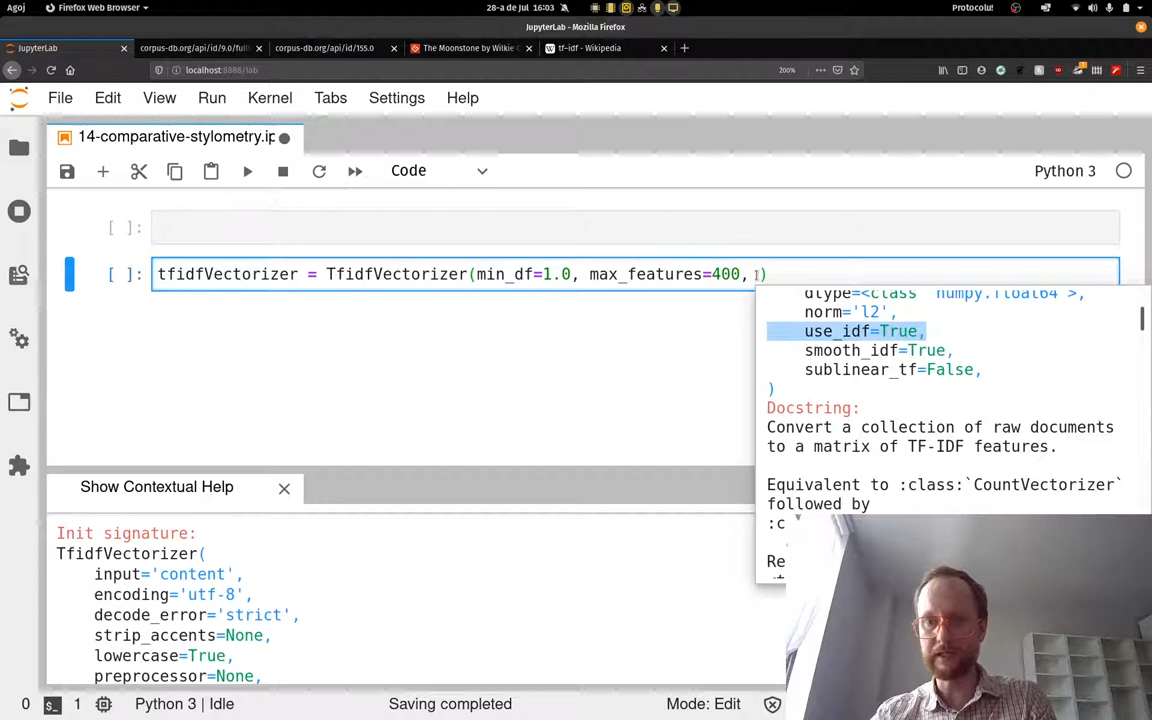 Agoj Firefox Web Browser 28-a de Jul 16:03 Protocolu!
JupyterLab - Mozilla Firefox
JupyterLab corpus-db.org/api/id/9.0/full corpus-db.org/api/id/155.0 The Moonstone by Wilkie C tf-idf - Wikipedia
localhost:8888/lab 200%
File Edit View Run Kernel Tabs Settings Help
14-comparative-stylometry.ip
Code Python 3
[ ]:
[ ]: tfidfVectorizer = TfidfVectorizer(min_df=1.0, max_features=400, )
dtype=<class 'numpy.float64'>,
norm='l2',
use_idf=True,
smooth_idf=True,
sublinear_tf=False,
)
Docstring:
Convert a collection of raw documents
to a matrix of TF-IDF features.
Equivalent to :class:`CountVectorizer`
followed by
:c
Re
Show Contextual Help
Init signature:
TfidfVectorizer(
input='content',
encoding='utf-8',
decode_error='strict',
strip_accents=None,
lowercase=True,
preprocessor=None,
0 1 Python 3 | Idle Saving completed Mode: Edit